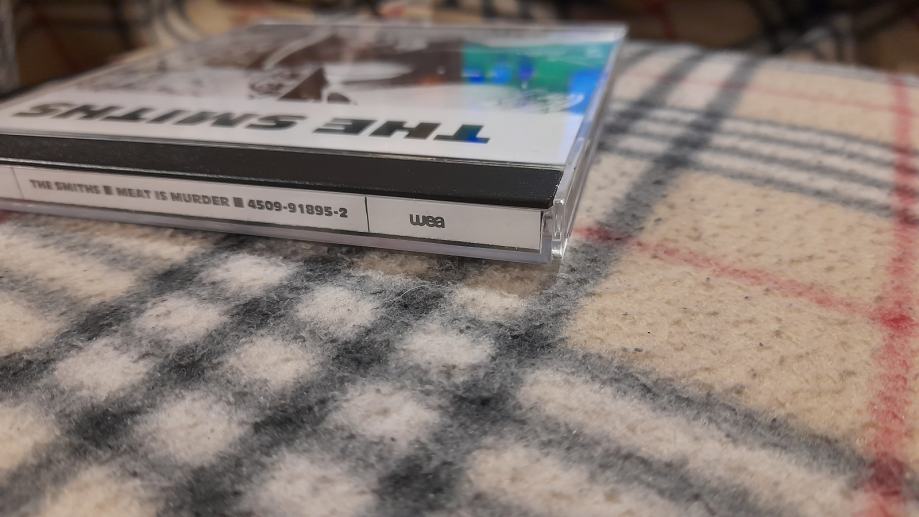 THE SMITHS
THE SMITHS ■ MEAT IS MURDER ■ 4509-91895-2
wea